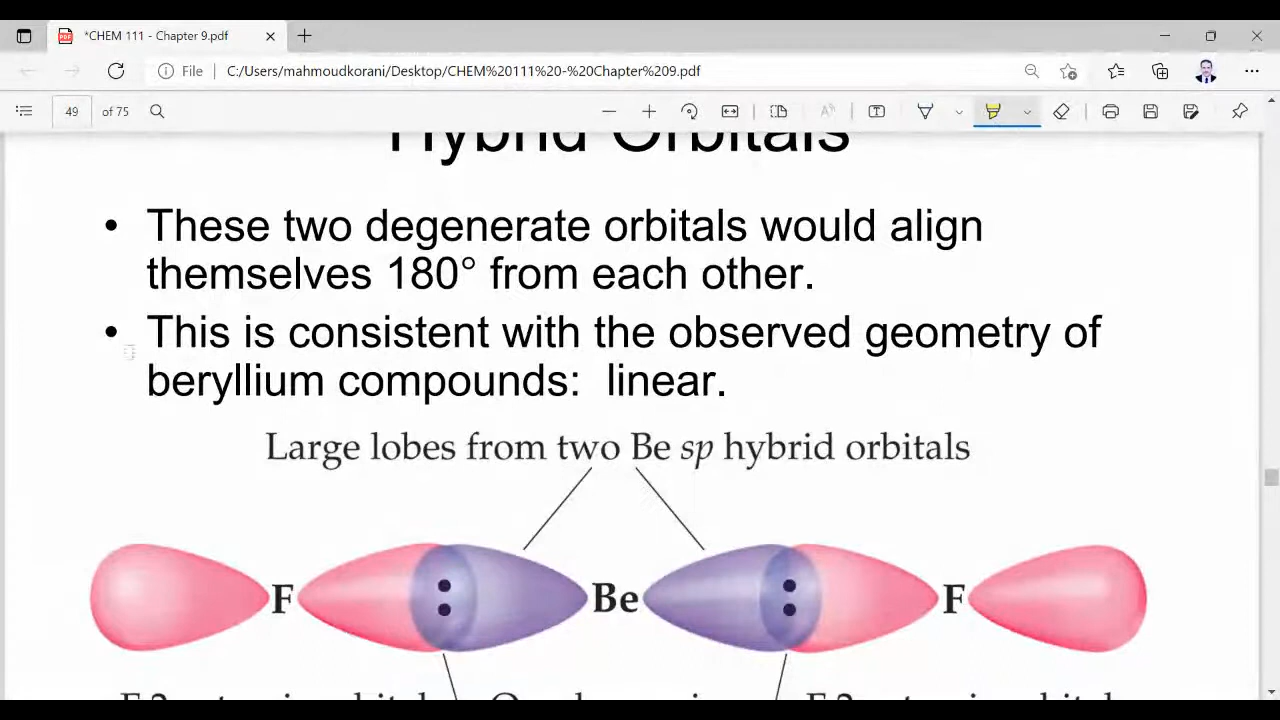 *CHEM 111 - Chapter 9.pdf
File C:/Users/mahmoudkorani/Desktop/CHEM%20111%20-%20Chapter%209.pdf
49 of 75
Hybrid Orbitals
• These two degenerate orbitals would align
themselves 180° from each other.
• This is consistent with the observed geometry of
beryllium compounds: linear.
Large lobes from two Be sp hybrid orbitals
F Be F